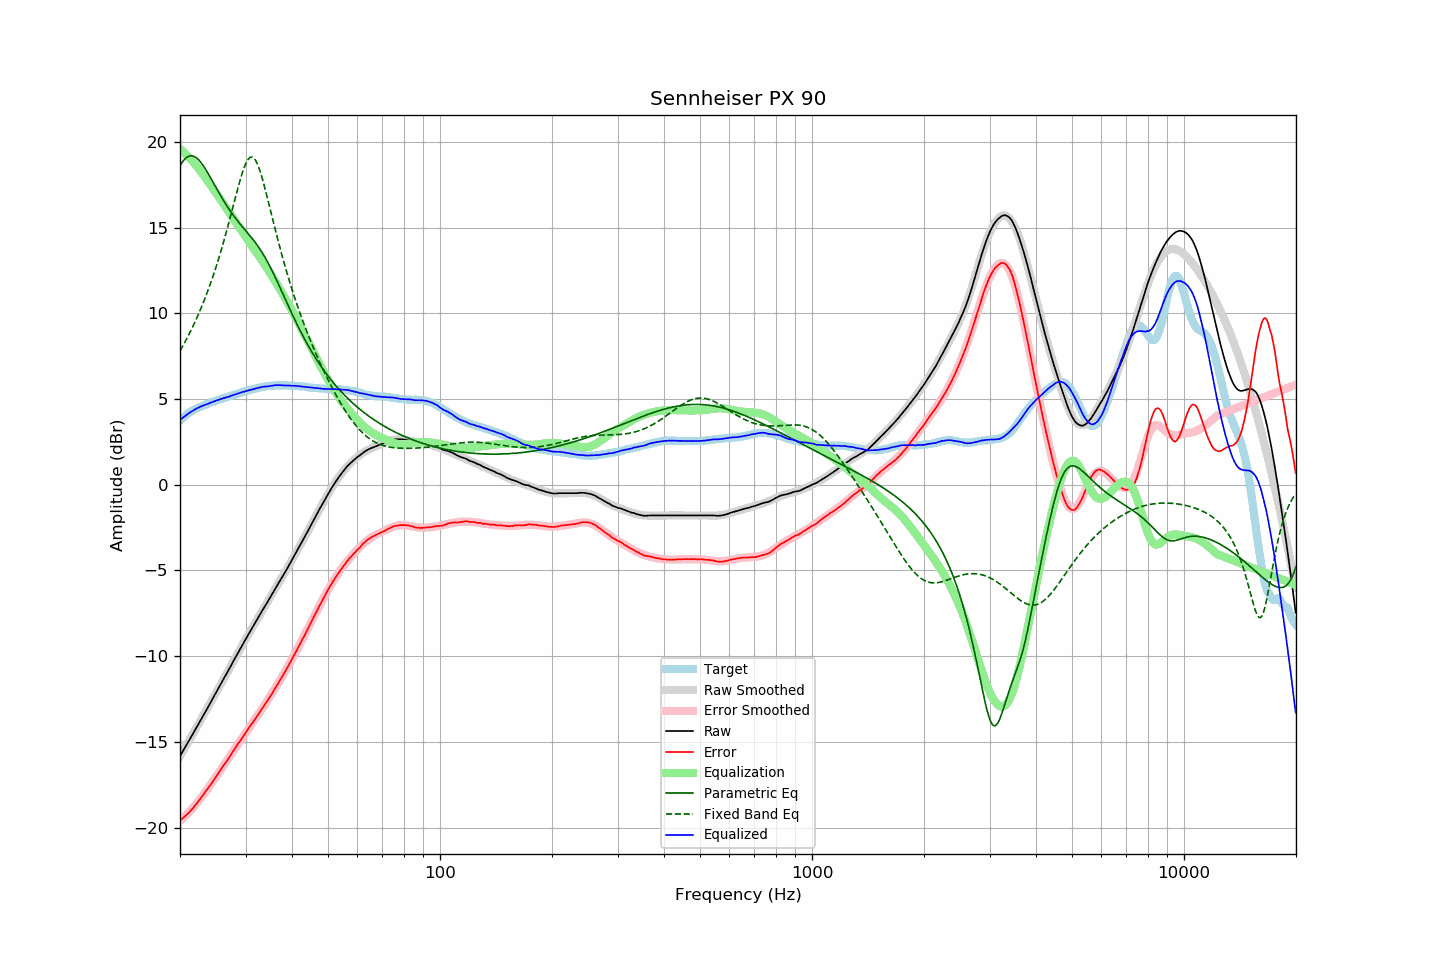 Sennheiser PX 90
20
15
10
5
0
−5
−10
−15
−20
Amplitude (dBr)
100
1000
10000
Frequency (Hz)
Target
Raw Smoothed
Error Smoothed
Raw
Error
Equalization
Parametric Eq
Fixed Band Eq
Equalized